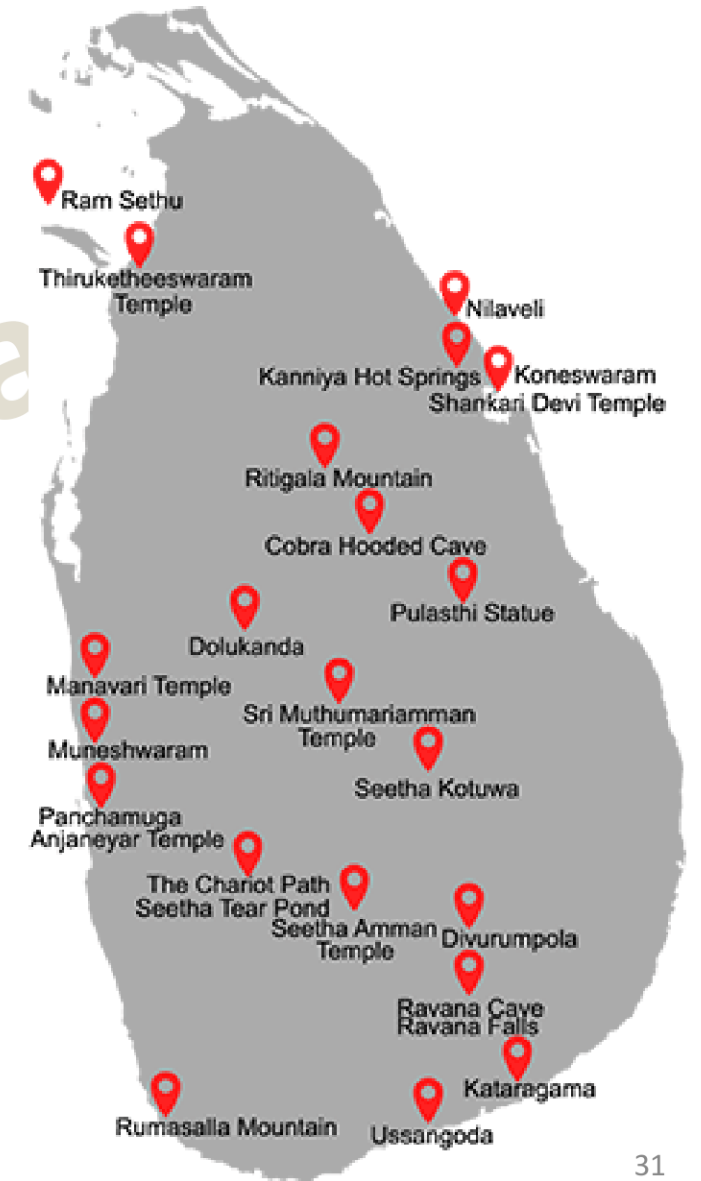 Ram Sethu
Thiruketheeswaram
Temple
Nilaveli
Kanniya Hot Springs
Koneswaram
Shankari Devi Temple
Ritigala Mountain
Cobra Hooded Cave
Pulasthi Statue
Dolukanda
Manavari Temple
Sri Muthumariamman
Temple
Muneshwaram
Seetha Kotuwa
Panchamuga
Anjaneyar Temple
The Chariot Path
Seetha Tear Pond
Seetha Amman
Temple
Divurumpola
Ravana Cave
Ravana Falls
Kataragama
Rumasalla Mountain
Ussangoda
31
a